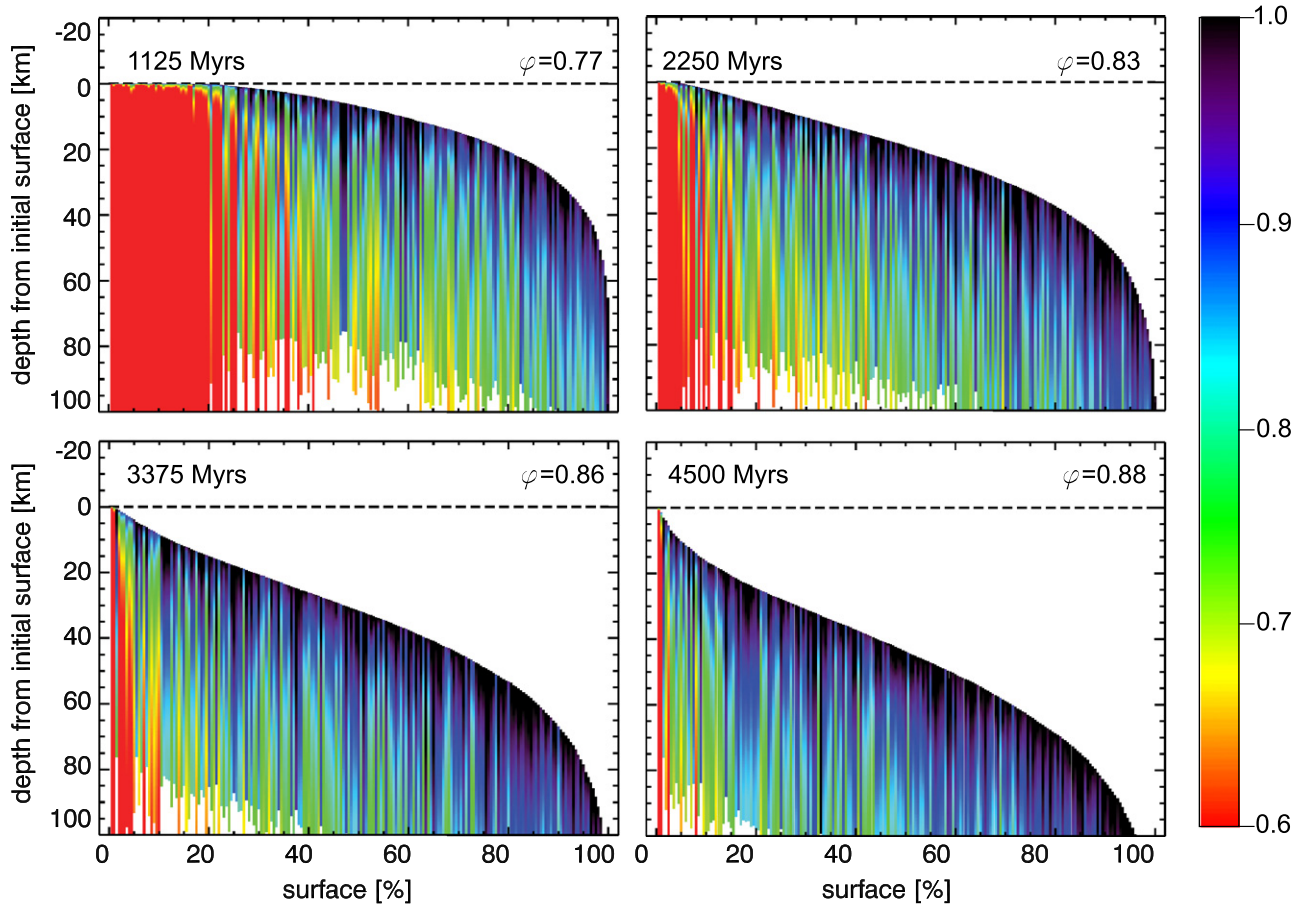 1125 Myrs φ=0.77
2250 Myrs φ=0.83
-20
0
20
40
60
80
100
depth from initial surface [km]
3375 Myrs φ=0.86
4500 Myrs φ=0.88
-20
0
20
40
60
80
100
depth from initial surface [km]
0 20 40 60 80 100
surface [%]
0 20 40 60 80 100
surface [%]
1.0
0.9
0.8
0.7
0.6